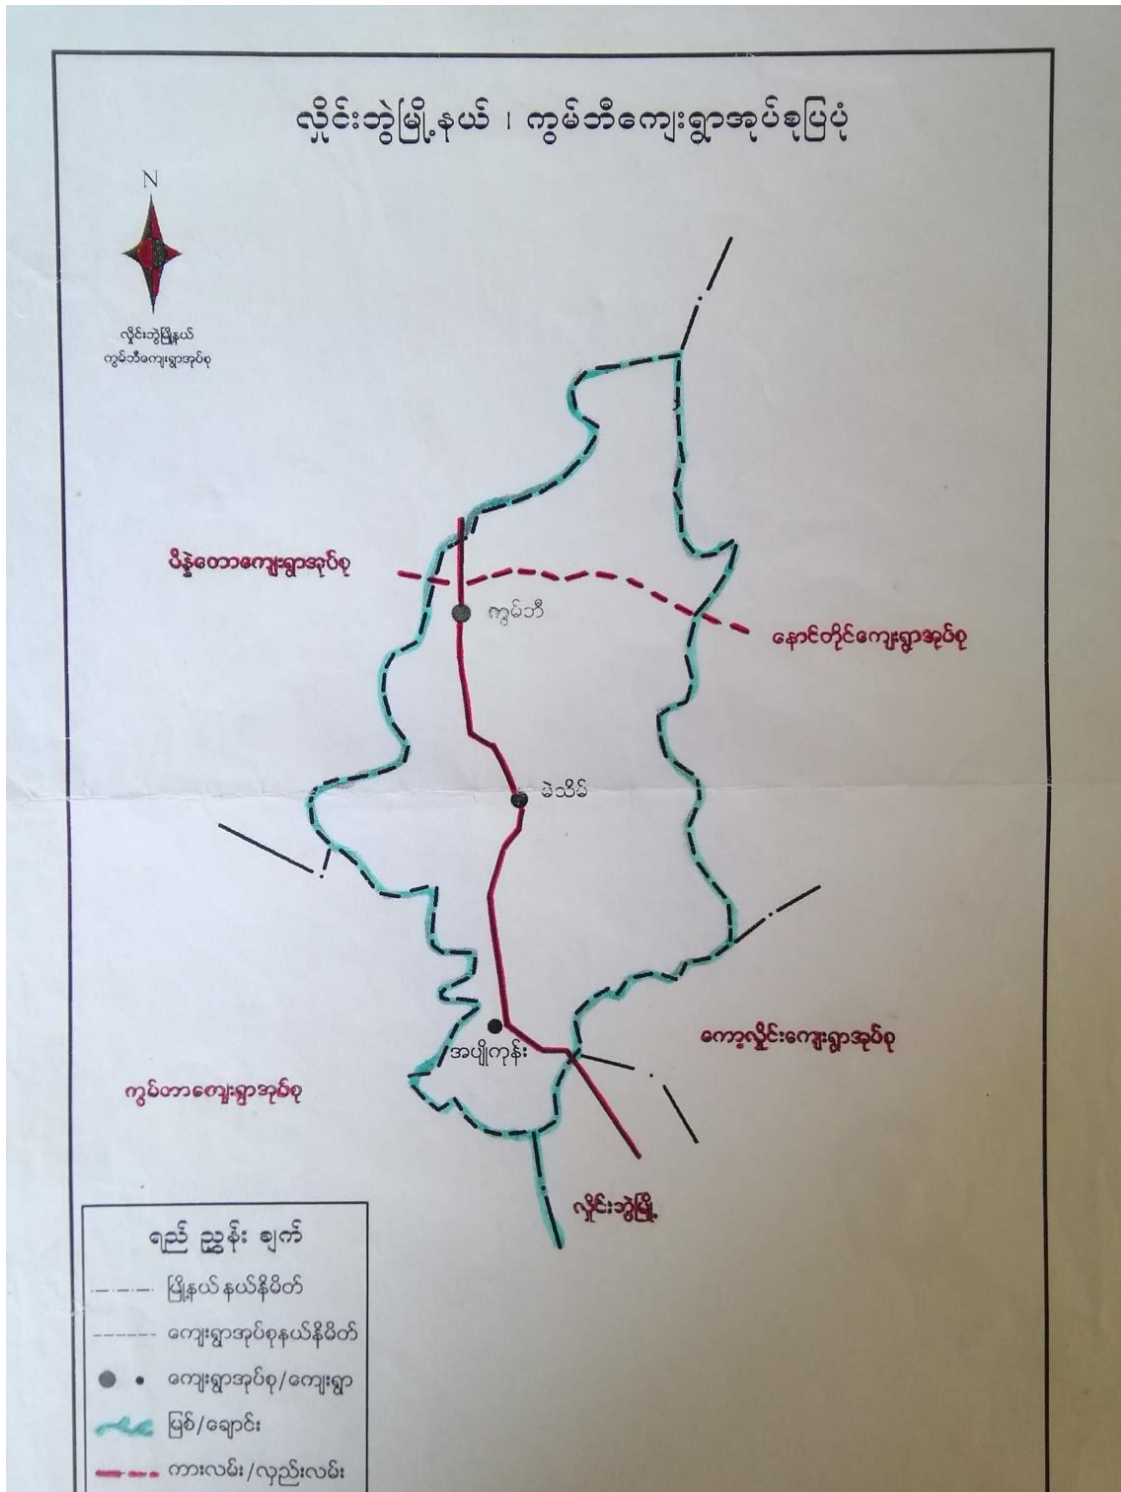 လှိုင်းဘွဲမြို့နယ် ၊ ကွမ်ဘီကျေးရွာအုပ်စုပြပုံ
N
လှိုင်းဘွဲမြို့နယ်
ကွမ်ဘီကျေးရွာအုပ်စု
ပိန္နဲတောကျေးရွာအုပ်စု
ကွမ်ဘီ
နောင်တိုင်ကျေးရွာအုပ်စု
မဲသိမ်
ကော့လှိုင်းကျေးရွာအုပ်စု
အပျိုကုန်း
ကွမ်တာကျေးရွာအုပ်စု
လှိုင်းဘွဲမြို့
ရည် ညွှန်း ချက်
မြို့နယ်နယ်နိမိတ်
ကျေးရွာအုပ်စုနယ်နိမိတ်
ကျေးရွာအုပ်စု/ကျေးရွာ
မြစ်/ချောင်း
ကားလမ်း/လှည်းလမ်း